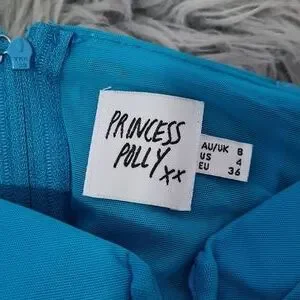 PRINCESS
POLLY
xx
AU/UK 8
US 4
EU 36